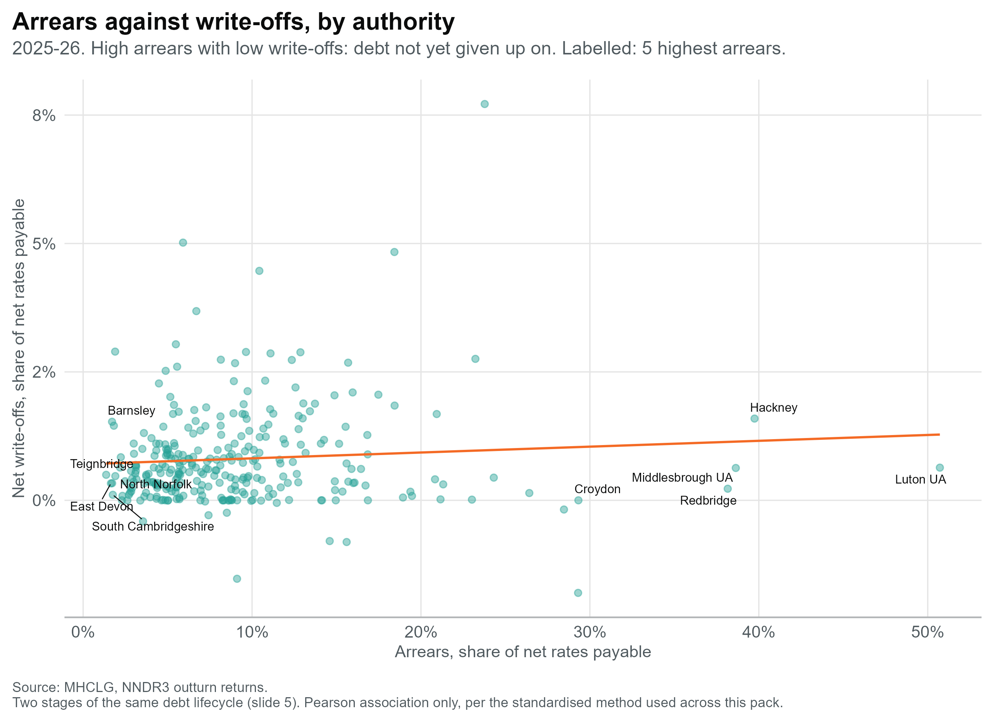 Arrears against write-offs, by authority
2025-26. High arrears with low write-offs: debt not yet given up on. Labelled: 5 highest arrears.
Net write-offs, share of net rates payable
8%
5%
2%
0%
Barnsley
Teignbridge
North Norfolk
East Devon
South Cambridgeshire
Hackney
Middlesbrough UA
Luton UA
Croydon
Redbridge
0%
10%
20%
30%
40%
50%
Arrears, share of net rates payable
Source: MHCLG, NNDR3 outturn returns.
Two stages of the same debt lifecycle (slide 5). Pearson association only, per the standardised method used across this pack.